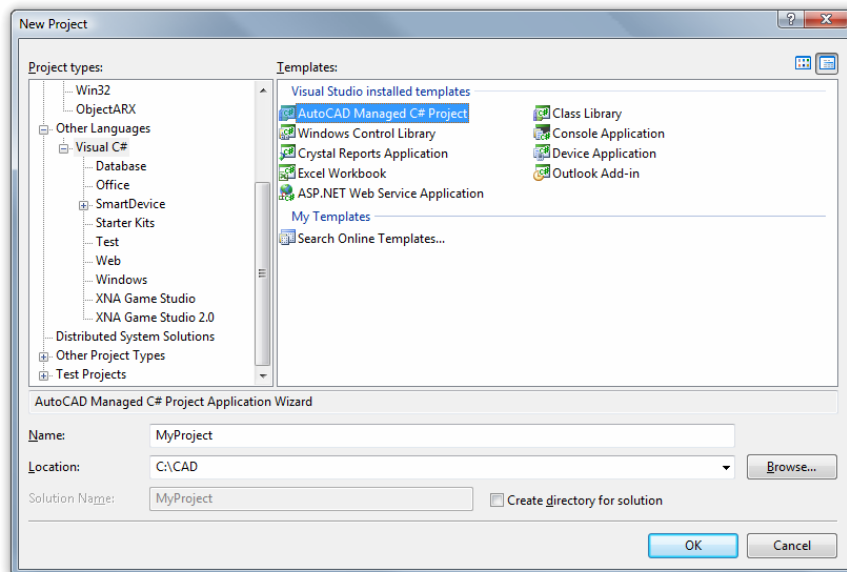 New Project
Project types:
Win32
ObjectARX
Other Languages
Visual C#
Database
Office
SmartDevice
Starter Kits
Test
Web
Windows
XNA Game Studio
XNA Game Studio 2.0
Distributed System Solutions
Other Project Types
Test Projects
Templates:
Visual Studio installed templates
AutoCAD Managed C# Project
Windows Control Library
Crystal Reports Application
Excel Workbook
ASP.NET Web Service Application
Class Library
Console Application
Device Application
Outlook Add-in
My Templates
Search Online Templates...
AutoCAD Managed C# Project Application Wizard
Name:
MyProject
Location:
C:\CAD
Browse...
Solution Name:
MyProject
Create directory for solution
OK
Cancel